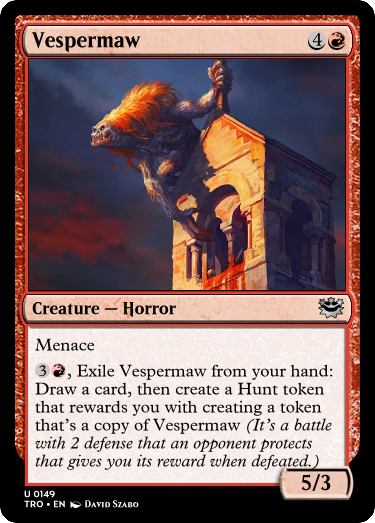 Vespermaw 4
Creature — Horror
Menace
3, Exile Vespermaw from your hand:
Draw a card, then create a Hunt token
that rewards you with creating a token
that's a copy of Vespermaw (It's a battle
with 2 defense that an opponent protects
that gives you its reward when defeated.)
5/3
U 0149
TRO • EN David Szabo